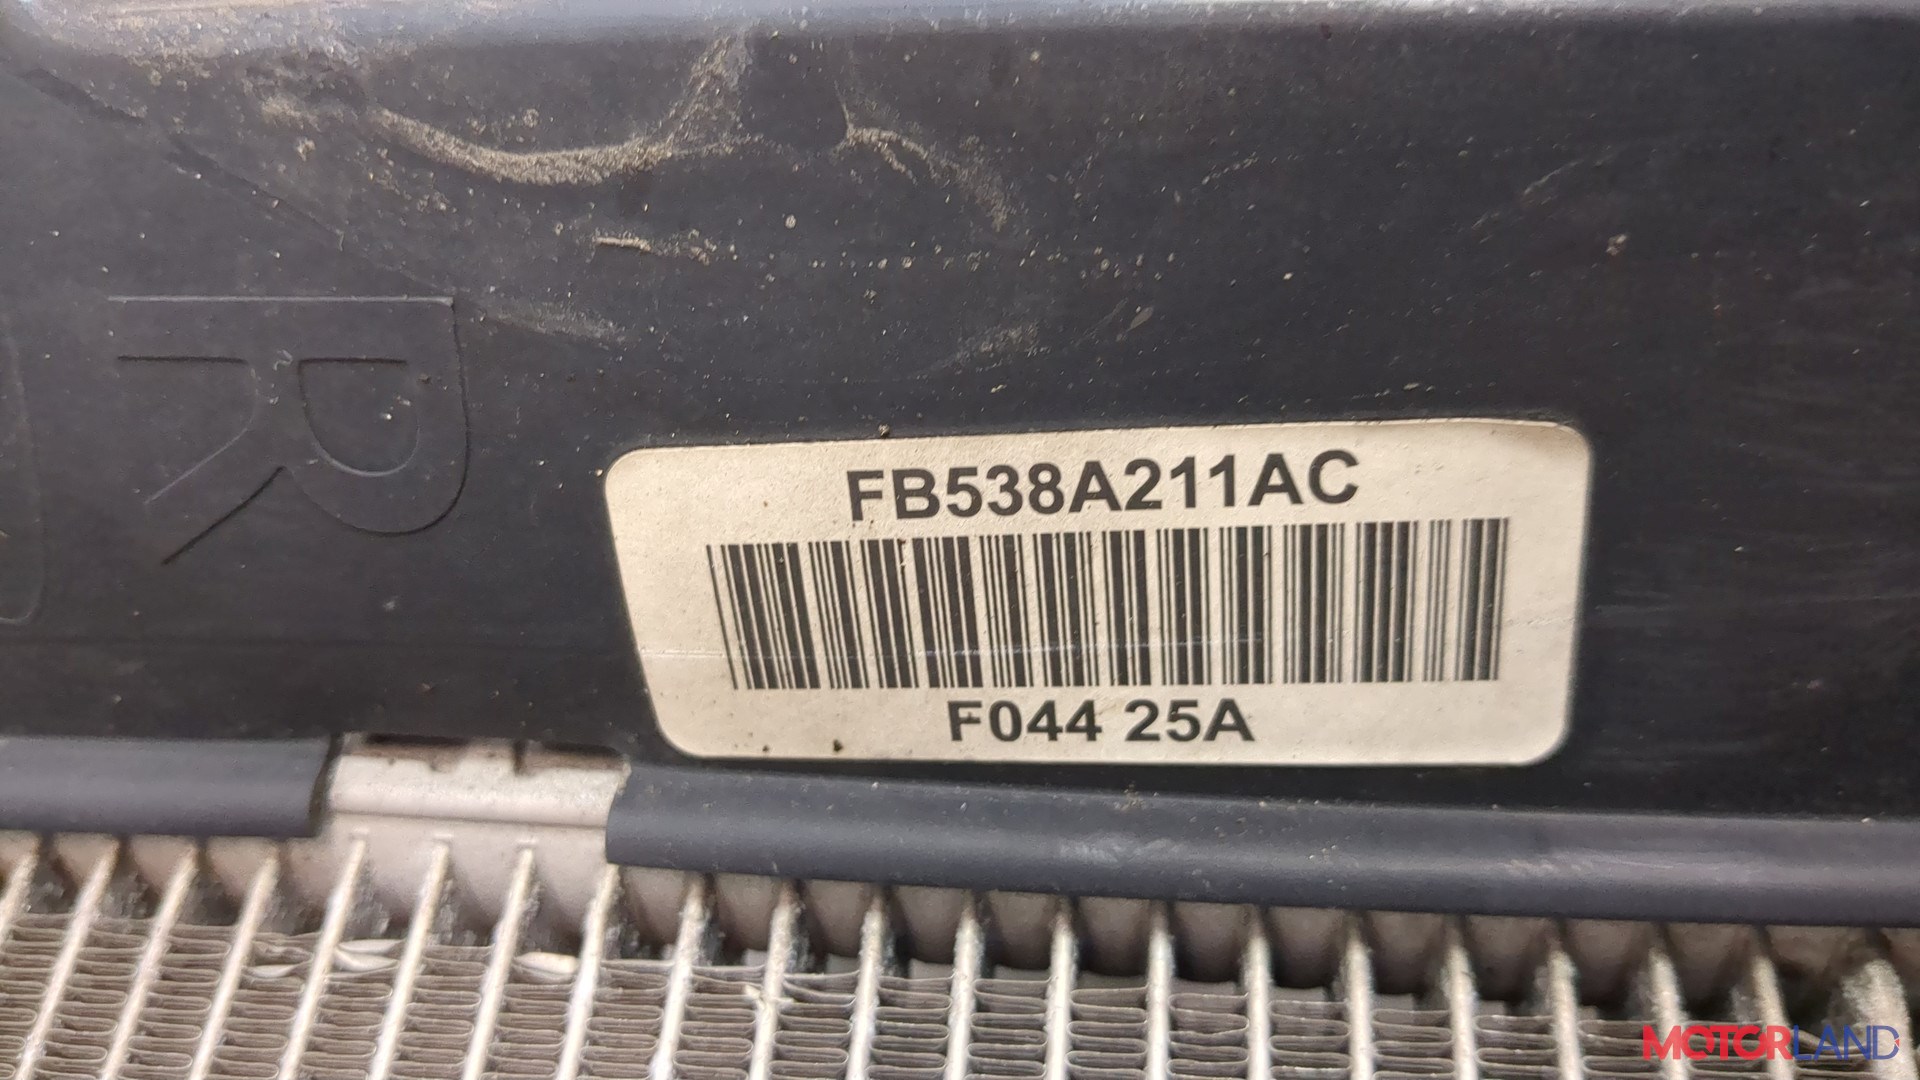 R
FB538A211AC
F044 25A
MOTORLAND